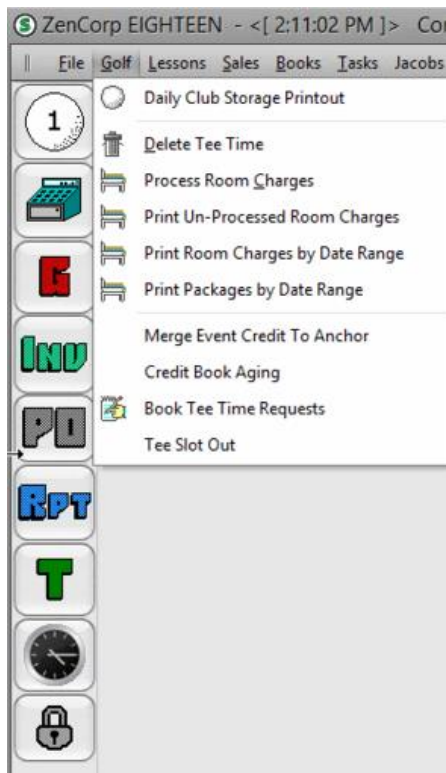 ZenCorp EIGHTEEN - <[ 2:11:02 PM ]> Co
File Golf Lessons Sales Books Tasks Jacobs
1
Daily Club Storage Printout
Delete Tee Time
Process Room Charges
Print Un-Processed Room Charges
G
Print Room Charges by Date Range
Print Packages by Date Range
INV
Merge Event Credit To Anchor
Credit Book Aging
PO
Book Tee Time Requests
Tee Slot Out
RPT
T